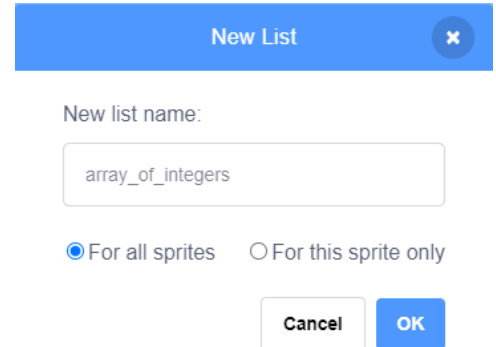 New List
New list name:
array_of_integers
For all sprites For this sprite only
Cancel OK